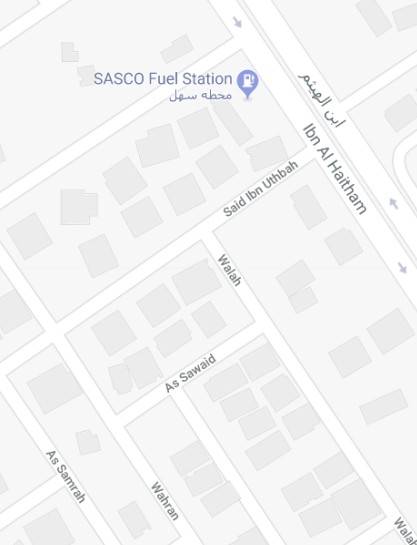 SASCO Fuel Station
محطه سهل
ابن الهيثم
Ibn Al Haitham
Said Ibn Uthbah
Walah
As Sawaid
As Samrah
Wahran